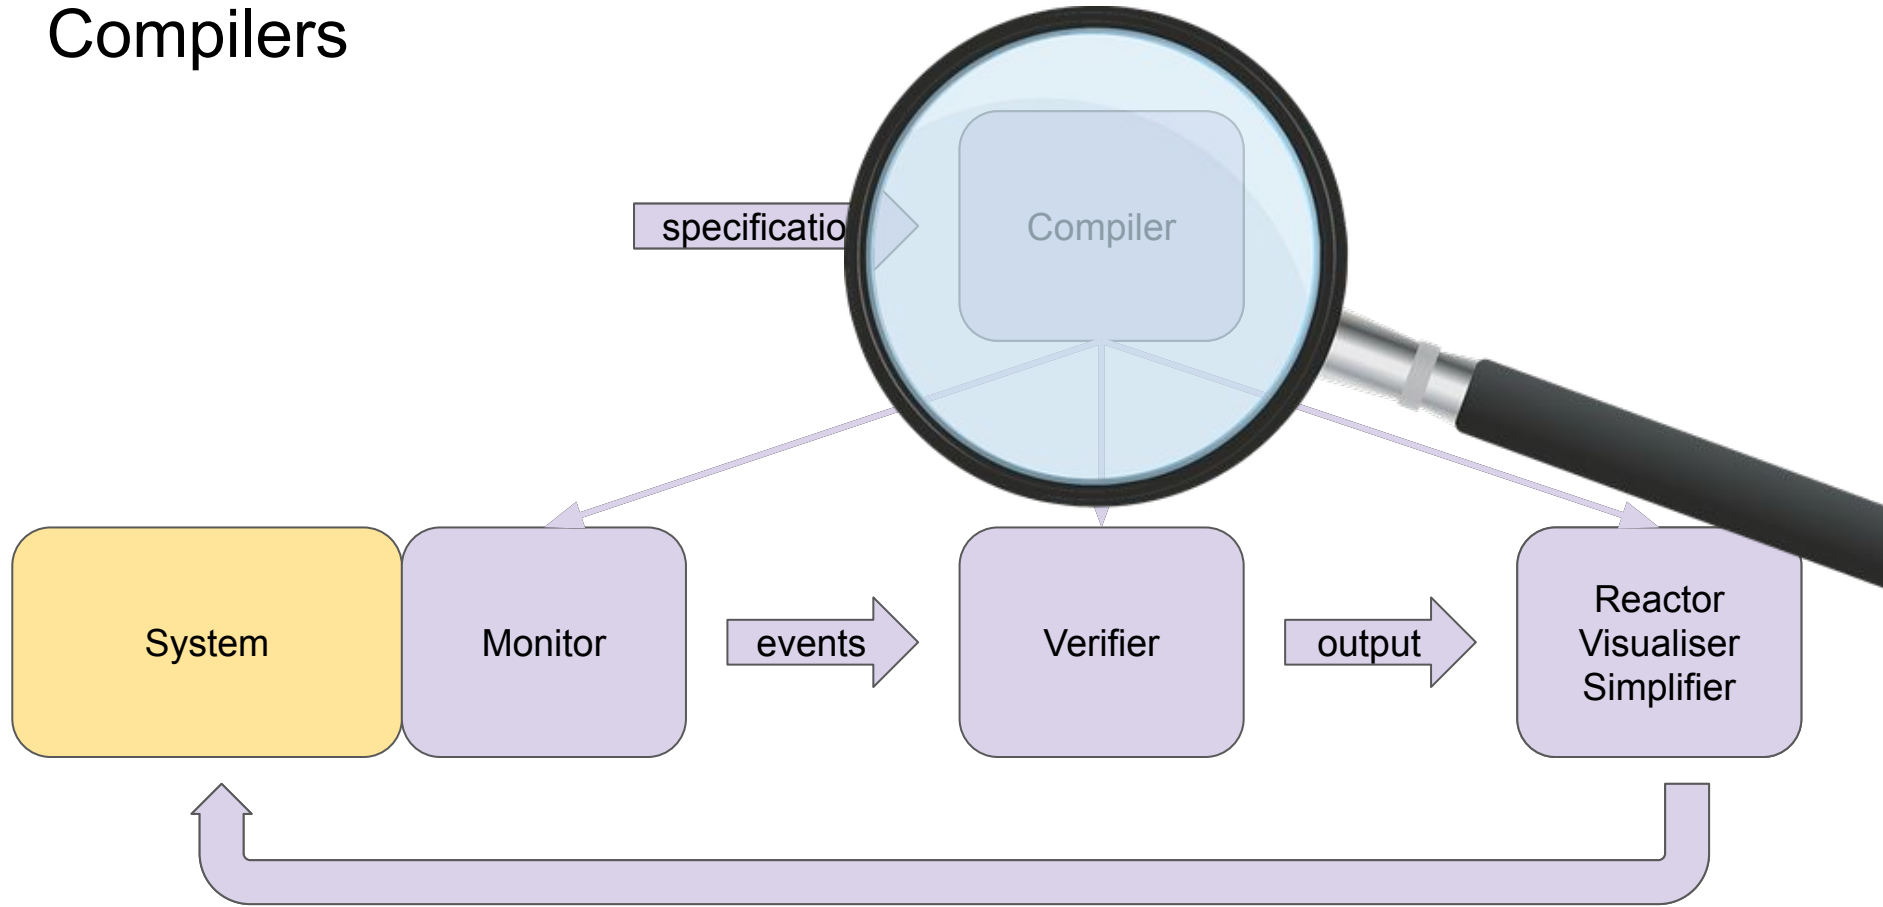 Compilers
specificatio
Compiler
System
Monitor
events
Verifier
output
Reactor
Visualiser
Simplifier